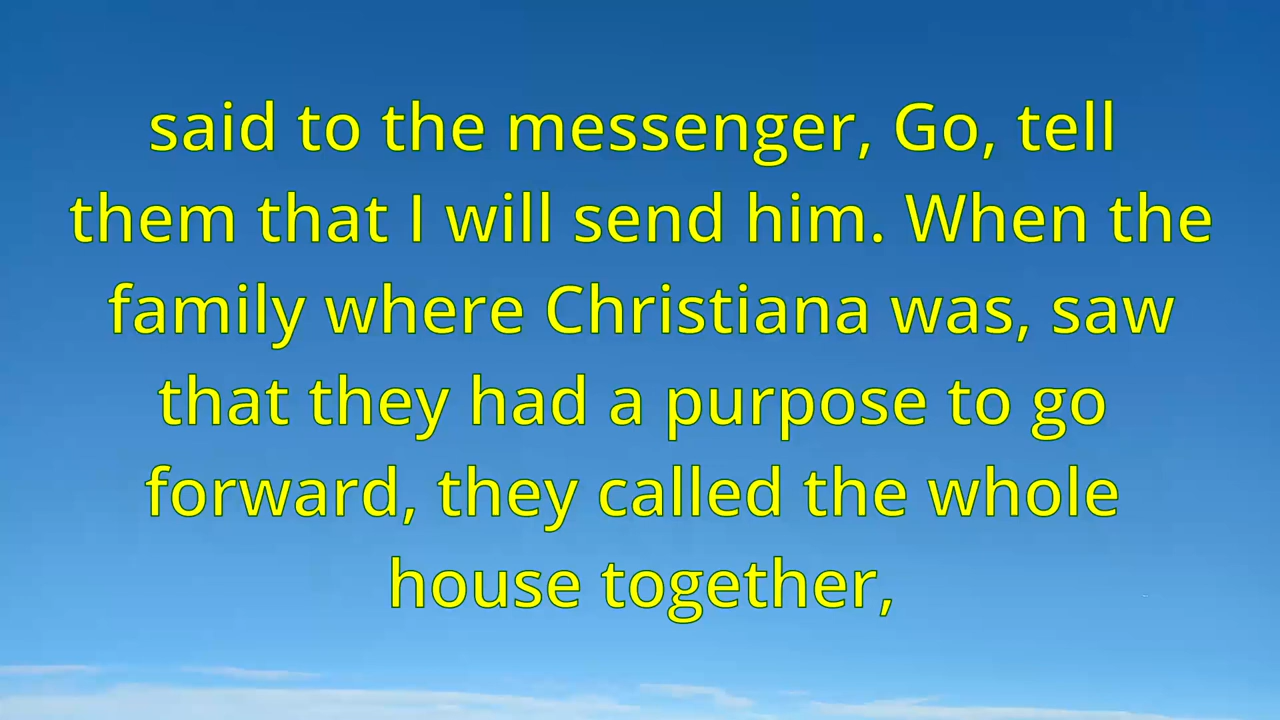 said to the messenger, Go, tell
them that I will send him. When the
family where Christiana was, saw
that they had a purpose to go
forward, they called the whole
house together,